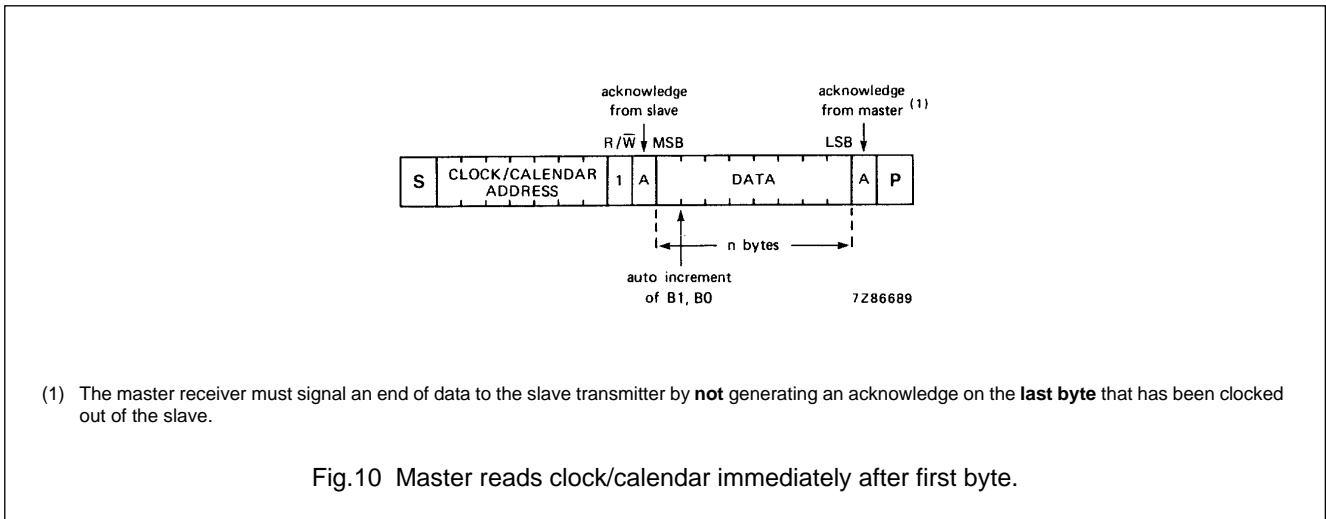 acknowledge
from slave
acknowledge
from master (1)
R/W̅ MSB LSB
S CLOCK/CALENDAR ADDRESS 1 A DATA A P
n bytes
auto increment
of B1, B0
7Z86689
(1) The master receiver must signal an end of data to the slave transmitter by not generating an acknowledge on the last byte that has been clocked
out of the slave.
Fig.10 Master reads clock/calendar immediately after first byte.